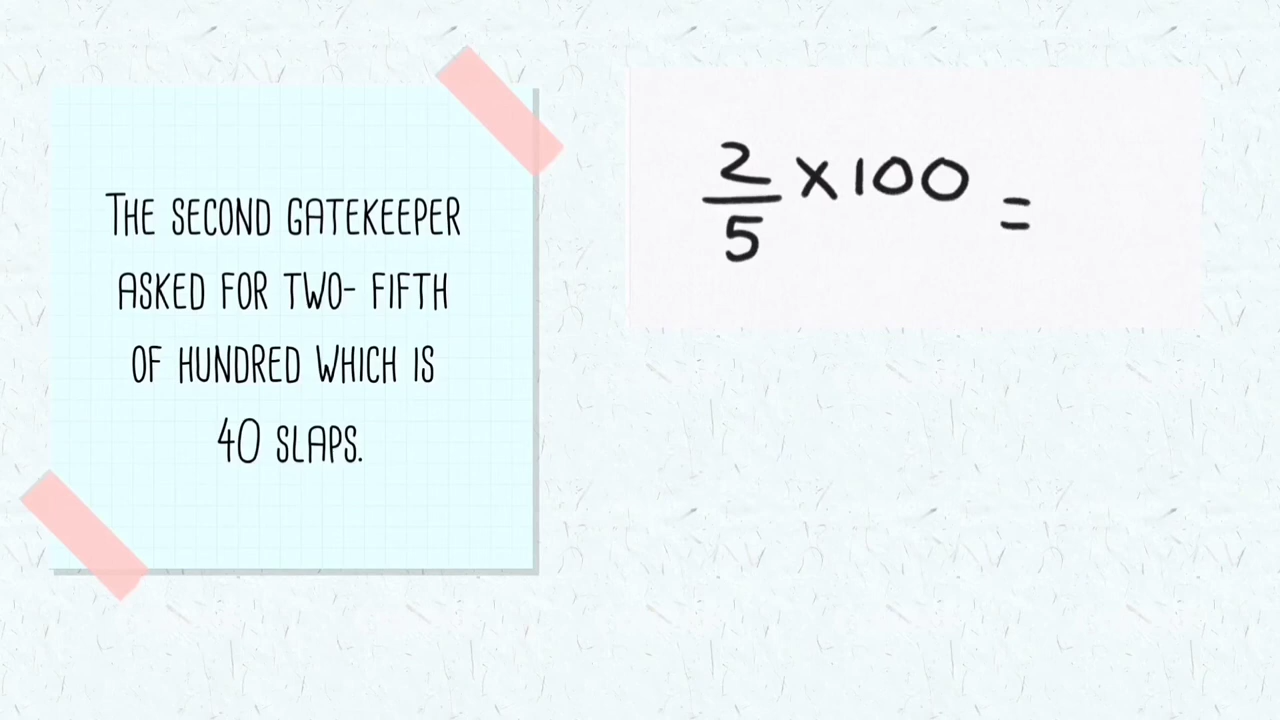 THE SECOND GATEKEEPER
ASKED FOR TWO- FIFTH
OF HUNDRED WHICH IS
40 SLAPS.
2/5 x 100 =